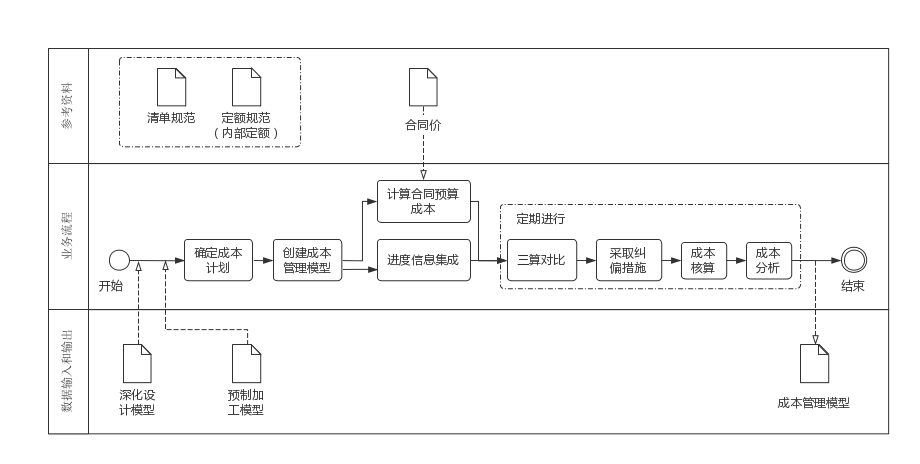 参考资料
清单规范
定额规范
（内部定额）
合同价
业务流程
开始
确定成本
计划
创建成本
管理模型
计算合同预算
成本
进度信息集成
定期进行
三算对比
采取纠
偏措施
成本
核算
成本
分析
结束
数据输入和输出
深化设
计模型
预制加
工模型
成本管理模型